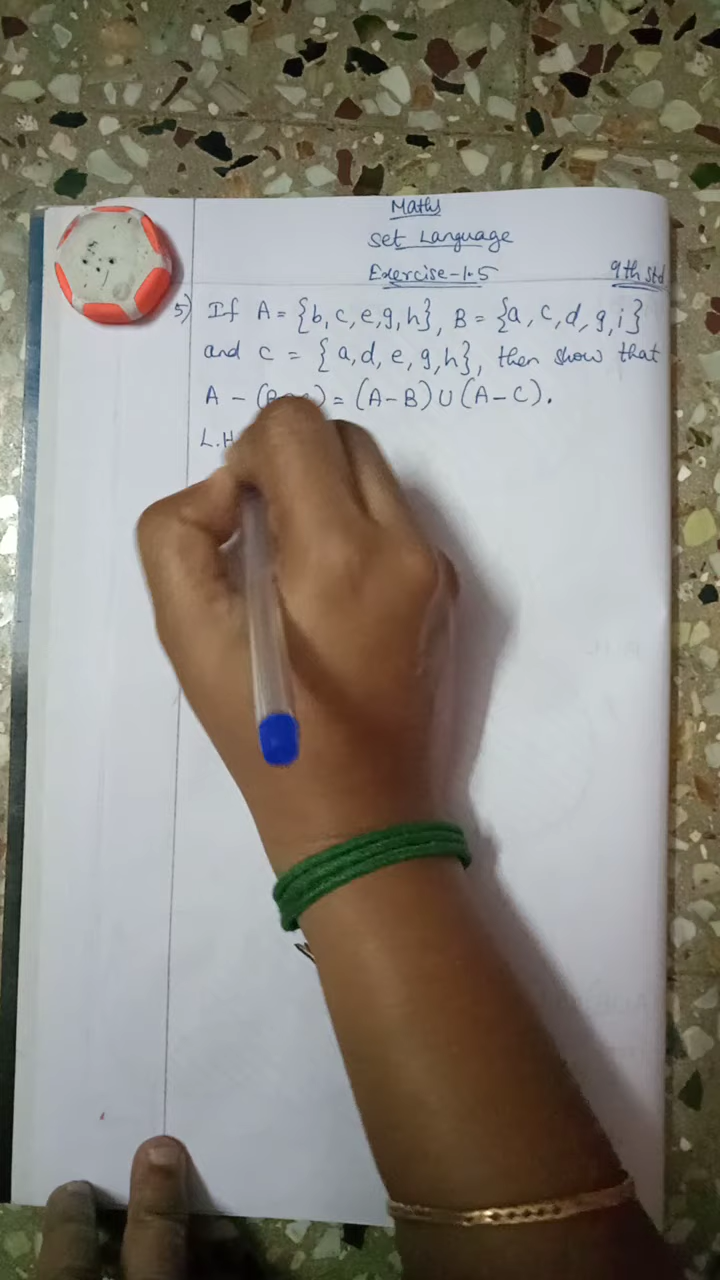 Maths
Set Language
Exercise-1.5
9th Std
5) If A = {b, c, e, g, h}, B = {a, c, d, g, i}
and C = {a, d, e, g, h}, then show that
A - ( ) = (A-B) ∪ (A-C).
L.H